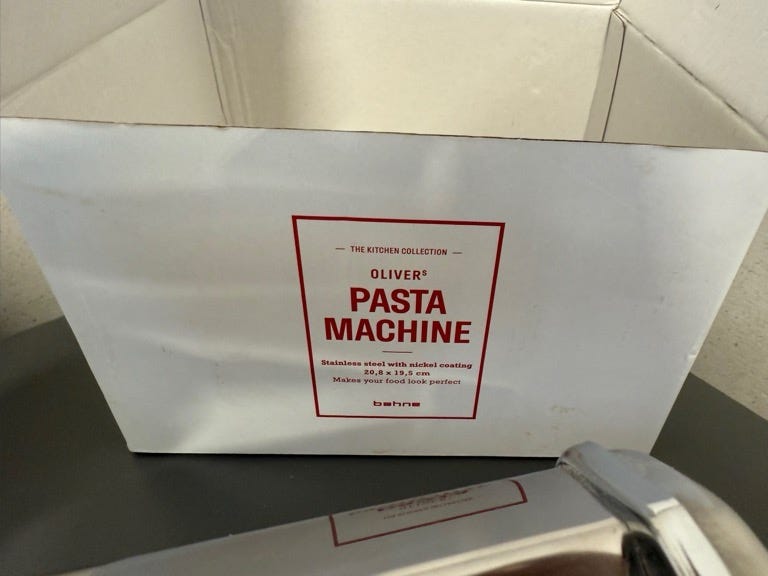 — THE KITCHEN COLLECTION —
OLIVERS
PASTA
MACHINE
Stainless steel with nickel coating
20,8 x 19,5 cm
Makes your food look perfect
bahne